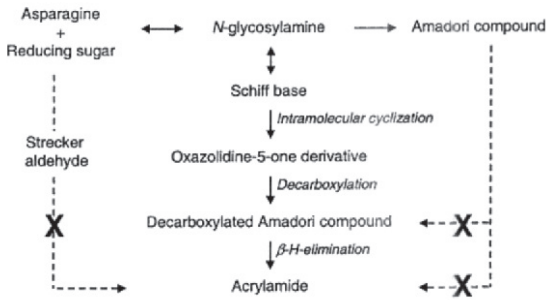 Asparagine
+
Reducing sugar
N-glycosylamine
Amadori compound
Schiff base
Intramolecular cyclization
Strecker
aldehyde
Oxazolidine-5-one derivative
Decarboxylation
X
Decarboxylated Amadori compound
X
β-H-elimination
Acrylamide
X